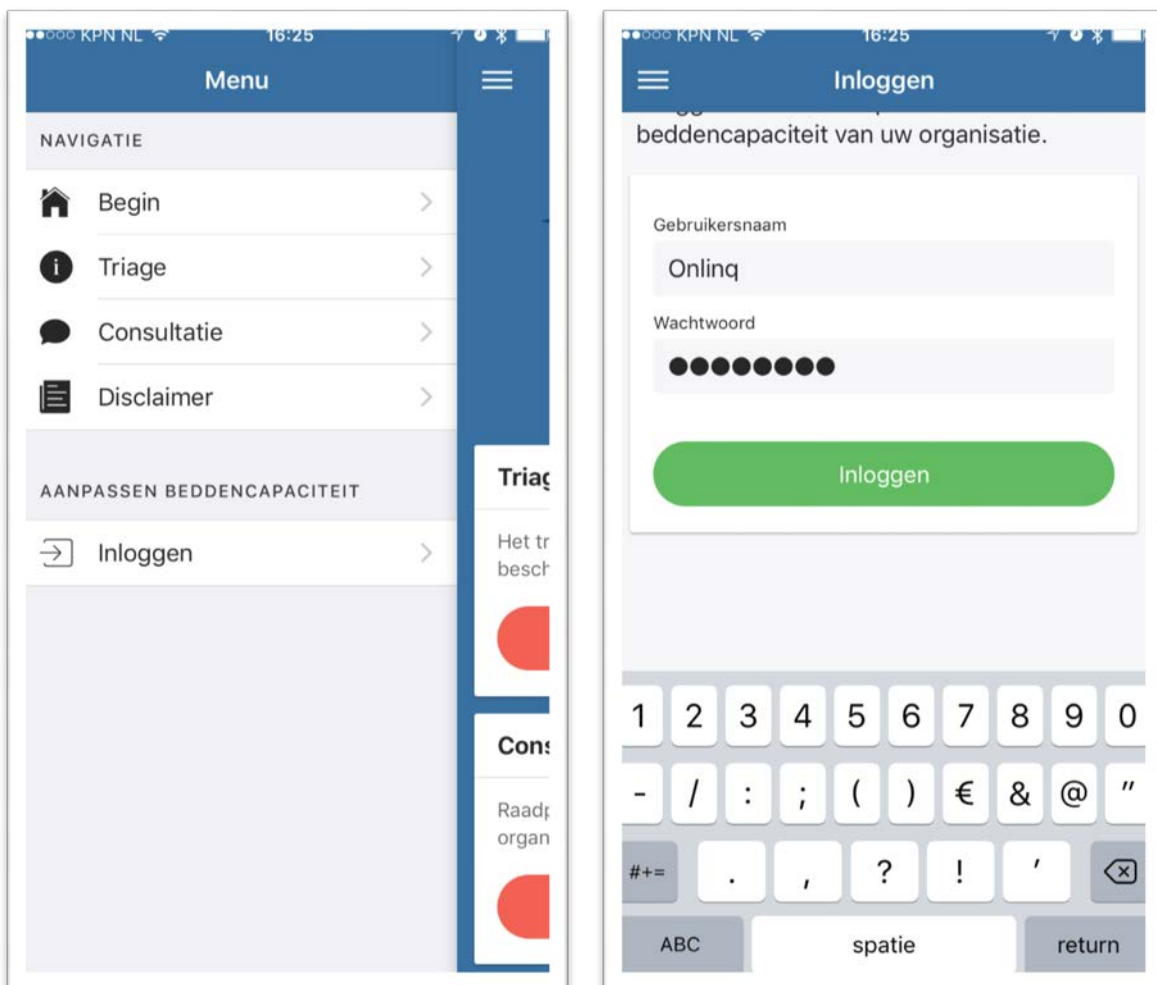 KPN NL
16:25
Menu
NAVIGATIE
Begin
Triage
Consultatie
Disclaimer
AANPASSEN BEDDENCAPACITEIT
Inloggen
Triag
Het tr
besch
Cons
Raadp
organ
KPN NL
16:25
Inloggen
beddencapaciteit van uw organisatie.
Gebruikersnaam
Onlinq
Wachtwoord
Inloggen
1 2 3 4 5 6 7 8 9 0
- / : ; ( ) € & @ "
#+= . , ? ! '
ABC spatie return